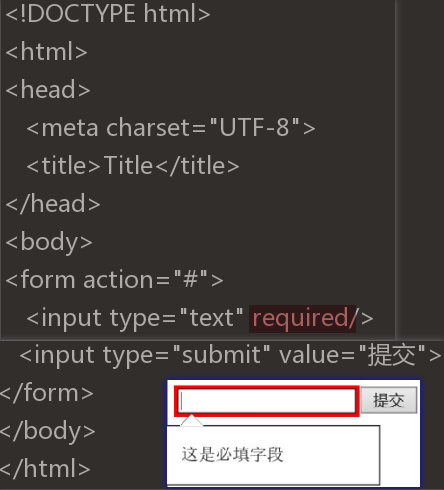 <!DOCTYPE html>
<html>
<head>
<meta charset="UTF-8">
<title>Title</title>
</head>
<body>
<form action="#">
<input type="text" required/>
<input type="submit" value="提交">
</form>
</body>
</html>
提交
这是必填字段